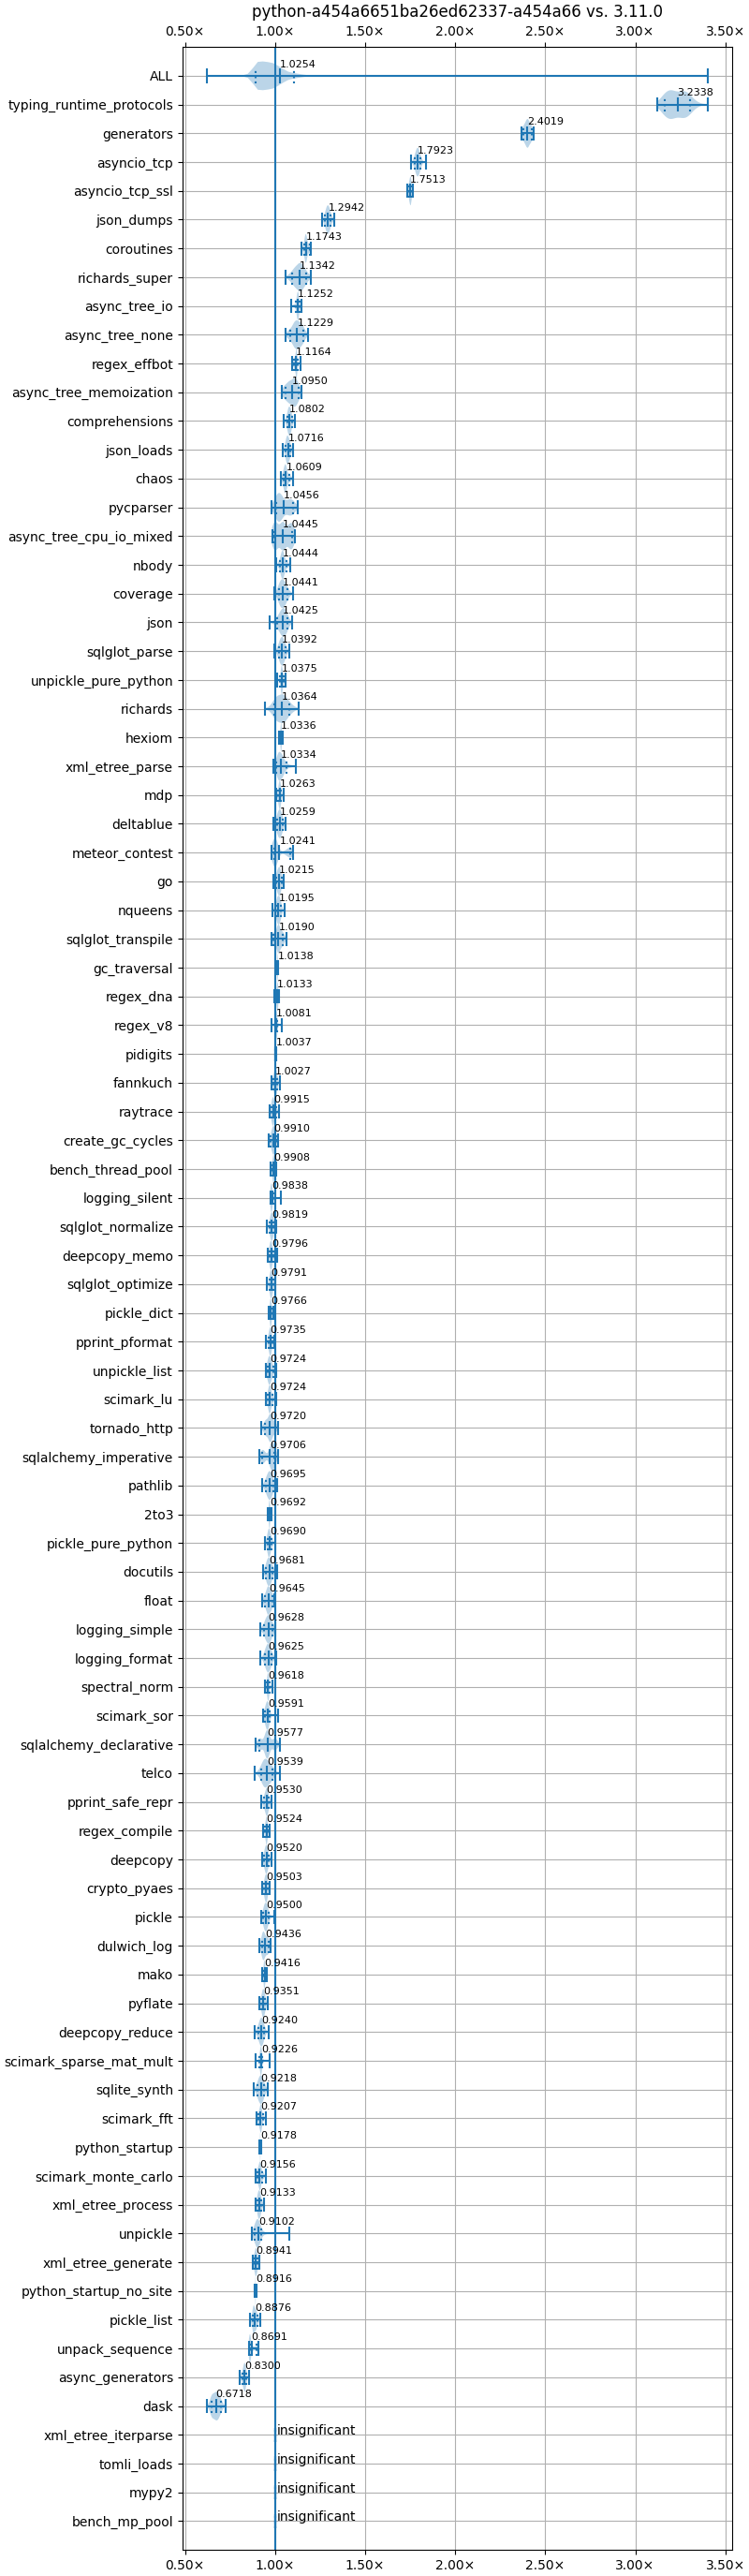 python-a454a6651ba26ed62337-a454a66 vs. 3.11.0
0.50× 1.00× 1.50× 2.00× 2.50× 3.00× 3.50×
ALL 1.0254
typing_runtime_protocols 3.2338
generators 2.4019
asyncio_tcp 1.7923
asyncio_tcp_ssl 1.7513
json_dumps 1.2942
coroutines 1.1743
richards_super 1.1342
async_tree_io 1.1252
async_tree_none 1.1229
regex_effbot 1.1164
async_tree_memoization 1.0950
comprehensions 1.0802
json_loads 1.0716
chaos 1.0609
pycparser 1.0456
async_tree_cpu_io_mixed 1.0445
nbody 1.0444
coverage 1.0441
json 1.0425
sqlglot_parse 1.0392
unpickle_pure_python 1.0375
richards 1.0364
hexiom 1.0336
xml_etree_parse 1.0334
mdp 1.0263
deltablue 1.0259
meteor_contest 1.0241
go 1.0215
nqueens 1.0195
sqlglot_transpile 1.0190
gc_traversal 1.0138
regex_dna 1.0133
regex_v8 1.0081
pidigits 1.0037
fannkuch 1.0027
raytrace 0.9915
create_gc_cycles 0.9910
bench_thread_pool 0.9908
logging_silent 0.9838
sqlglot_normalize 0.9819
deepcopy_memo 0.9796
sqlglot_optimize 0.9791
pickle_dict 0.9766
pprint_pformat 0.9735
unpickle_list 0.9724
scimark_lu 0.9724
tornado_http 0.9720
sqlalchemy_imperative 0.9706
pathlib 0.9695
2to3 0.9692
pickle_pure_python 0.9690
docutils 0.9681
float 0.9645
logging_simple 0.9628
logging_format 0.9625
spectral_norm 0.9618
scimark_sor 0.9591
sqlalchemy_declarative 0.9577
telco 0.9539
pprint_safe_repr 0.9530
regex_compile 0.9524
deepcopy 0.9520
crypto_pyaes 0.9503
pickle 0.9500
dulwich_log 0.9436
mako 0.9416
pyflate 0.9351
deepcopy_reduce 0.9240
scimark_sparse_mat_mult 0.9226
sqlite_synth 0.9218
scimark_fft 0.9207
python_startup 0.9178
scimark_monte_carlo 0.9156
xml_etree_process 0.9133
unpickle 0.9102
xml_etree_generate 0.8941
python_startup_no_site 0.8916
pickle_list 0.8876
unpack_sequence 0.8691
async_generators 0.8300
dask 0.6718
xml_etree_iterparse insignificant
tomli_loads insignificant
mypy2 insignificant
bench_mp_pool insignificant
0.50× 1.00× 1.50× 2.00× 2.50× 3.00× 3.50×